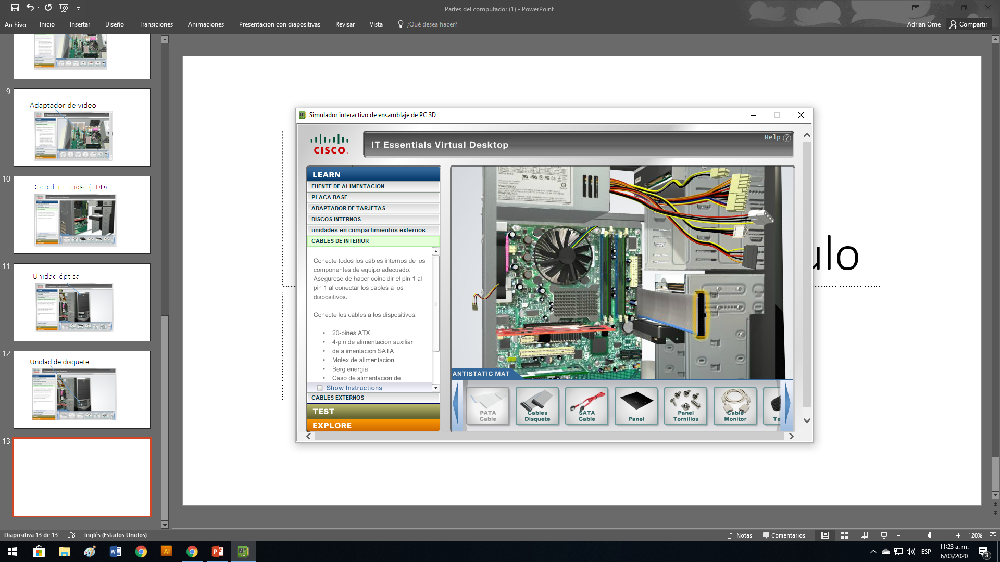 Partes del computador (1) - PowerPoint
Archivo Inicio Insertar Diseño Transiciones Animaciones Presentación con diapositivas Revisar Vista ¿Qué desea hacer? Adrian Ome Compartir
9
Adaptador de video
10
Disco duro unidad (HDD)
11
Unidad óptica
12
Unidad de disquete
13
ulo
Simulador interactivo de ensamblaje de PC 3D
CISCO
IT Essentials Virtual Desktop
Help ?
LEARN
FUENTE DE ALIMENTACION
PLACA BASE
ADAPTADOR DE TARJETAS
DISCOS INTERNOS
unidades en compartimientos externos
CABLES DE INTERIOR
Conecte todos los cables internos de los
componentes de equipo adecuado.
Asegurese de hacer coincidir el pin 1 al
pin 1 al conectar los cables a los
dispositivos.
Conecte los cables a los dispositivos:
• 20-pines ATX
• 4-pin de alimentacion auxiliar
• de alimentacion SATA
• Molex de alimentacion
• Berg energia
• Caso de alimentacion de
Show Instructions
CABLES EXTERNOS
TEST
EXPLORE
WARNING
ANTISTATIC MAT
PATA
Cable
Cables
Disquete
SATA
Cable
Panel
Panel
Tornillos
Cable
Monitor
Te
Diapositiva 13 de 13 Inglés (Estados Unidos) Notas Comentarios 120%
ESP
11:23 a. m.
6/03/2020
3